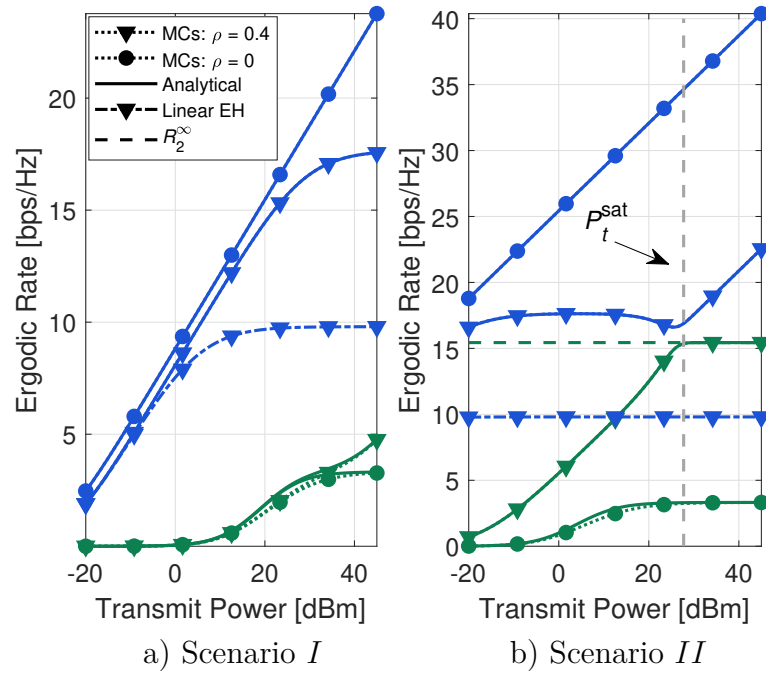 MCs: ρ = 0.4
MCs: ρ = 0
Analytical
Linear EH
R₂^∞
Ergodic Rate [bps/Hz]
20
15
10
5
-20 0 20 40
Transmit Power [dBm]
a) Scenario I
P_t^sat
Ergodic Rate [bps/Hz]
40
35
30
25
20
15
10
5
0
-20 0 20 40
Transmit Power [dBm]
b) Scenario II